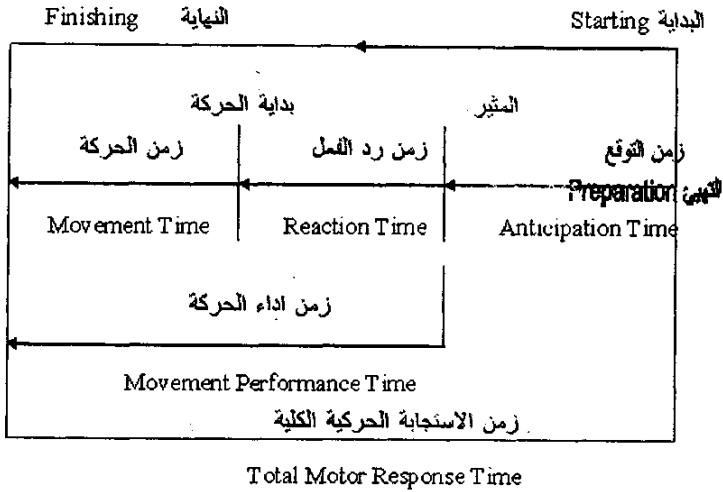 البداية Starting النهاية Finishing
المثير بداية الحركة
زمن التوقع زمن رد الفعل زمن الحركة
التهيئ Preparation
Anticipation Time Reaction Time Movement Time
زمن اداء الحركة
Movement Performance Time
زمن الاستجابة الحركية الكلية
Total Motor Response Time